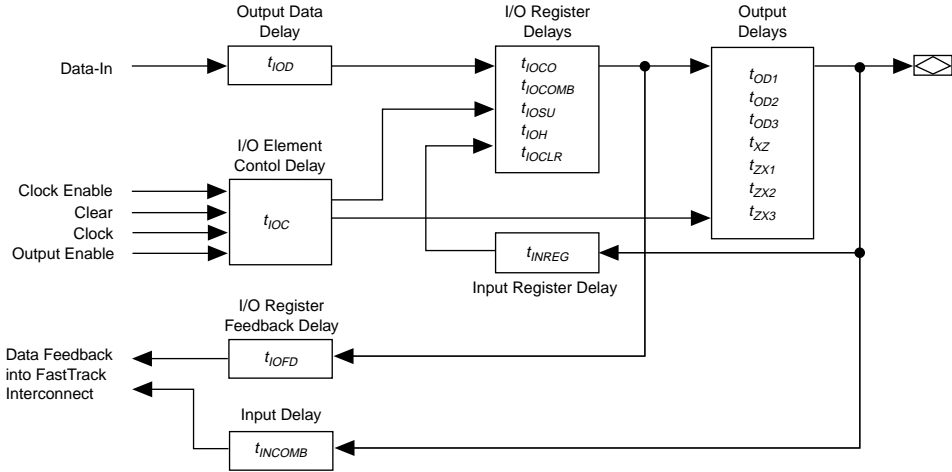 Output Data
Delay
I/O Register
Delays
Output
Delays
Data-In
tIOD
tIOCO
tIOCOMB
tIOSU
tIOH
tIOCLR
tOD1
tOD2
tOD3
tXZ
tZX1
tZX2
tZX3
I/O Element
Contol Delay
Clock Enable
Clear
Clock
Output Enable
tIOC
tINREG
Input Register Delay
I/O Register
Feedback Delay
Data Feedback
into FastTrack
Interconnect
tIOFD
Input Delay
tINCOMB